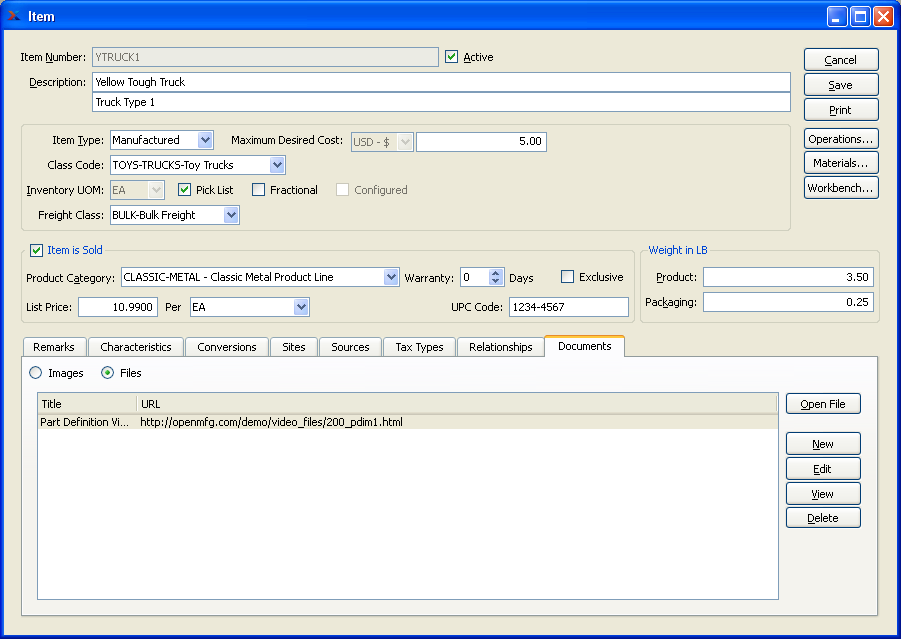 Item
Item Number: YTRUCK1 Active
Cancel
Description: Yellow Tough Truck
Save
Truck Type 1
Print
Item Type: Manufactured Maximum Desired Cost: USD - $ 5.00
Operations...
Class Code: TOYS-TRUCKS-Toy Trucks
Materials...
Inventory UOM: EA Pick List Fractional Configured
Workbench...
Freight Class: BULK-Bulk Freight
Item is Sold
Weight in LB
Product Category: CLASSIC-METAL - Classic Metal Product Line Warranty: 0 Days Exclusive
Product: 3.50
List Price: 10.9900 Per EA UPC Code: 1234-4567
Packaging: 0.25
Remarks Characteristics Conversions Sites Sources Tax Types Relationships Documents
Images Files
Title URL
Open File
Part Definition Vi... http://openmfg.com/demo/video_files/200_pdim1.html
New
Edit
View
Delete